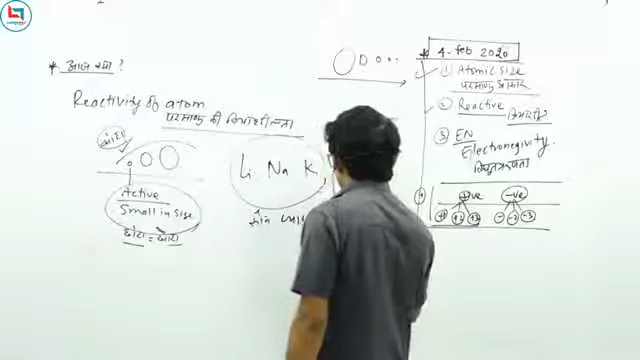 * आज क्या ?
Reactivity of atom
परमाणु की क्रियाशीलता
Active
Small in size
छोटा = खोटा
Li Na K
* 4-feb 2020
① Atomic size
परमाणु आकार
② Reactive
③ EN
Electronegivity
विद्युतऋणता
+ve -ve
+1 +2 +3 - -2 -3